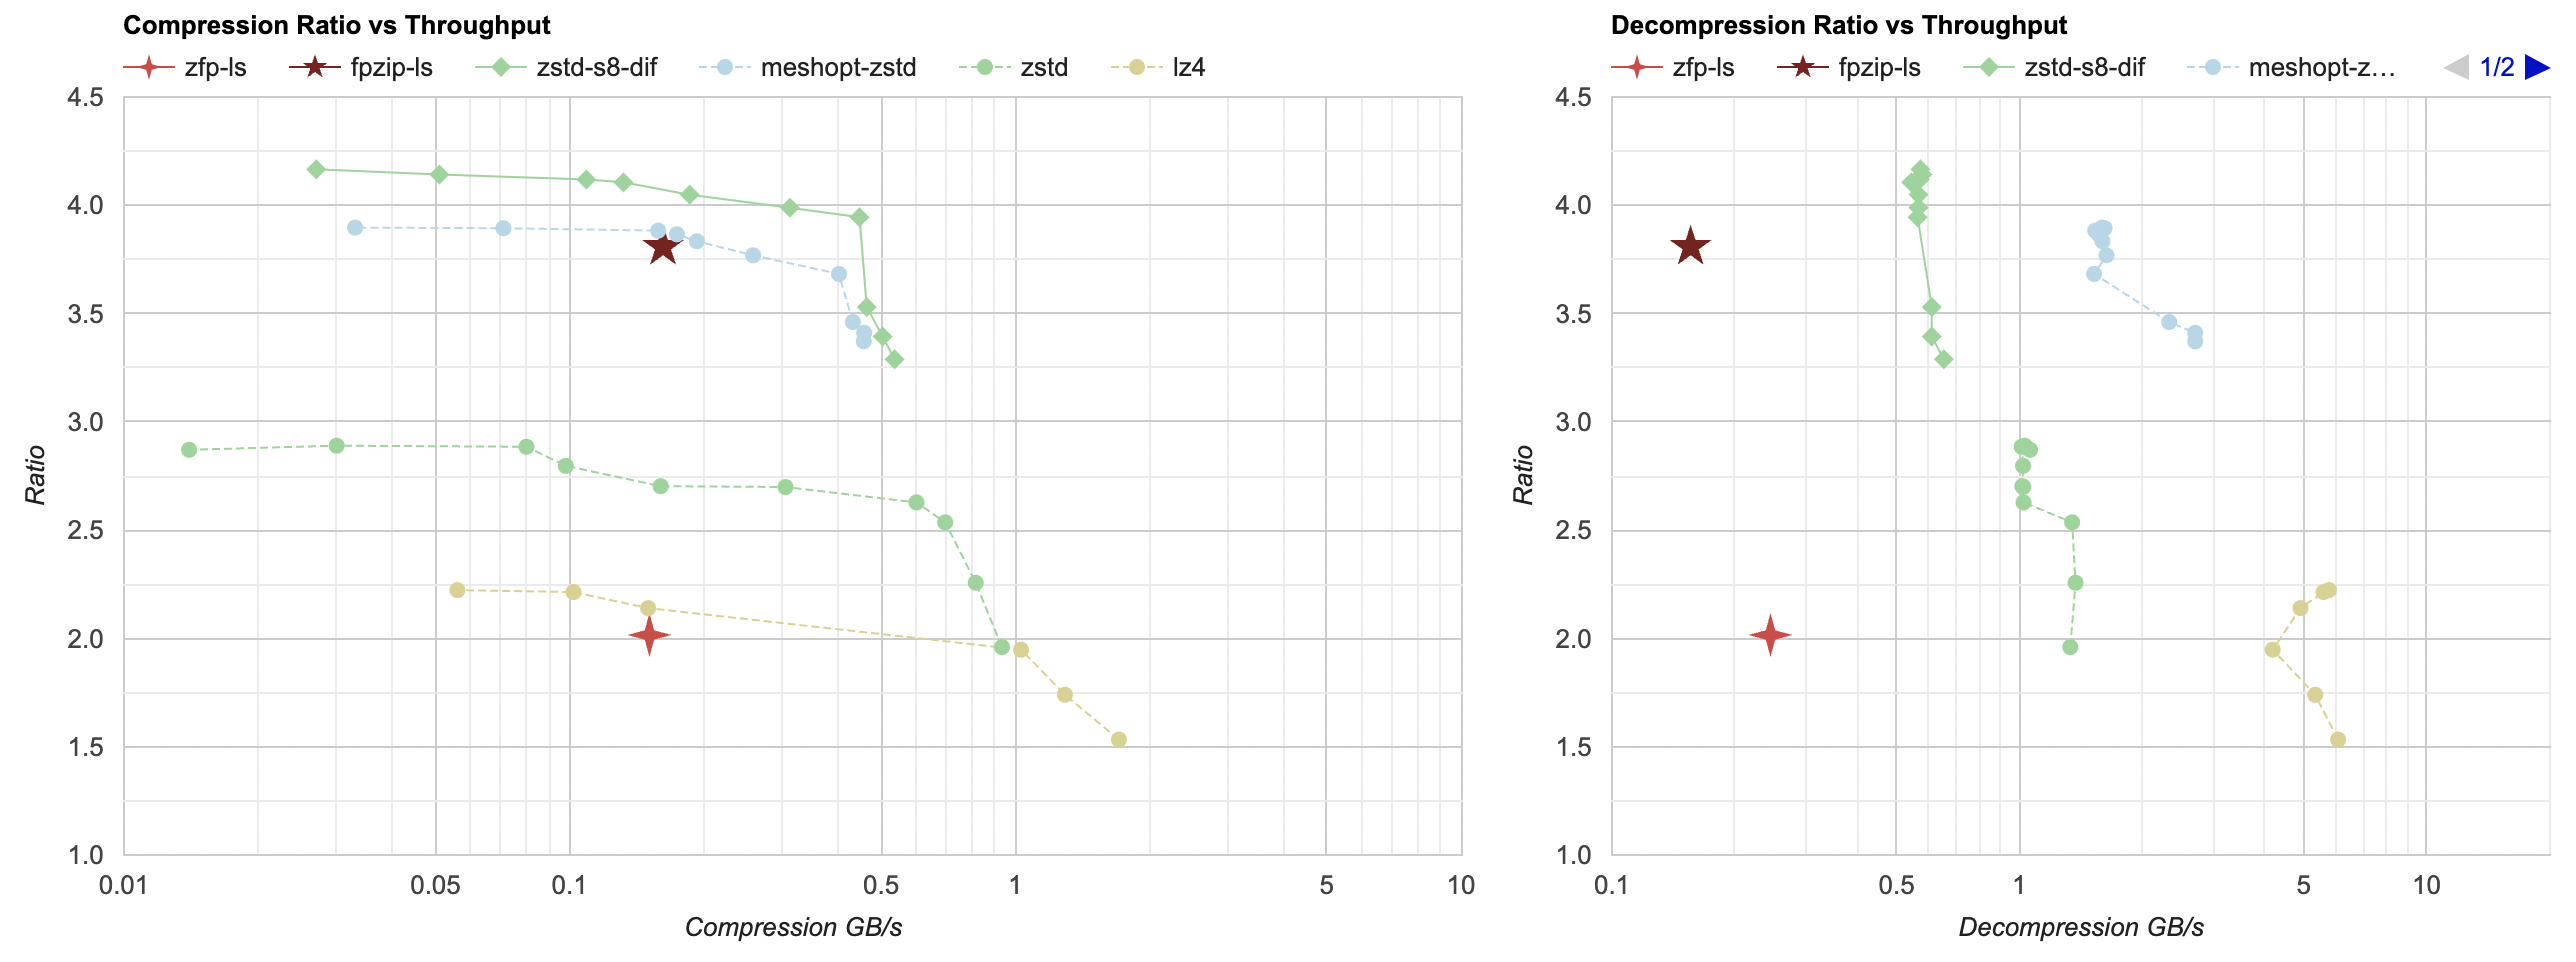 Compression Ratio vs Throughput
zfp-ls fpzip-ls zstd-s8-dif meshopt-zstd zstd lz4
4.5
4.0
3.5
3.0
2.5
2.0
1.5
1.0
Ratio
0.01 0.05 0.1 0.5 1 5 10
Compression GB/s
Decompression Ratio vs Throughput
zfp-ls fpzip-ls zstd-s8-dif meshopt-z... 1/2
4.5
4.0
3.5
3.0
2.5
2.0
1.5
1.0
Ratio
0.1 0.5 1 5 10
Decompression GB/s